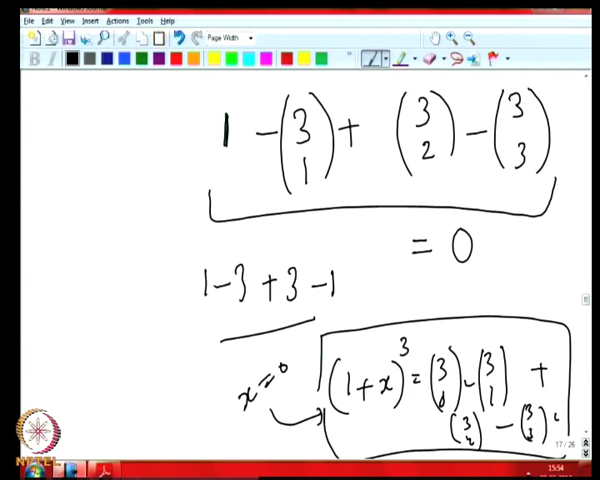 File Edit View Insert Actions Tools Help
Page Width
B I
1 - (3 1) + (3 2) - (3 3)
= 0
1 - 3 + 3 - 1
x = 0
(1 + x)^3 = (3 0) - (3 1) +
(3 2) - (3 3)
17 / 26
NPTEL
15:54